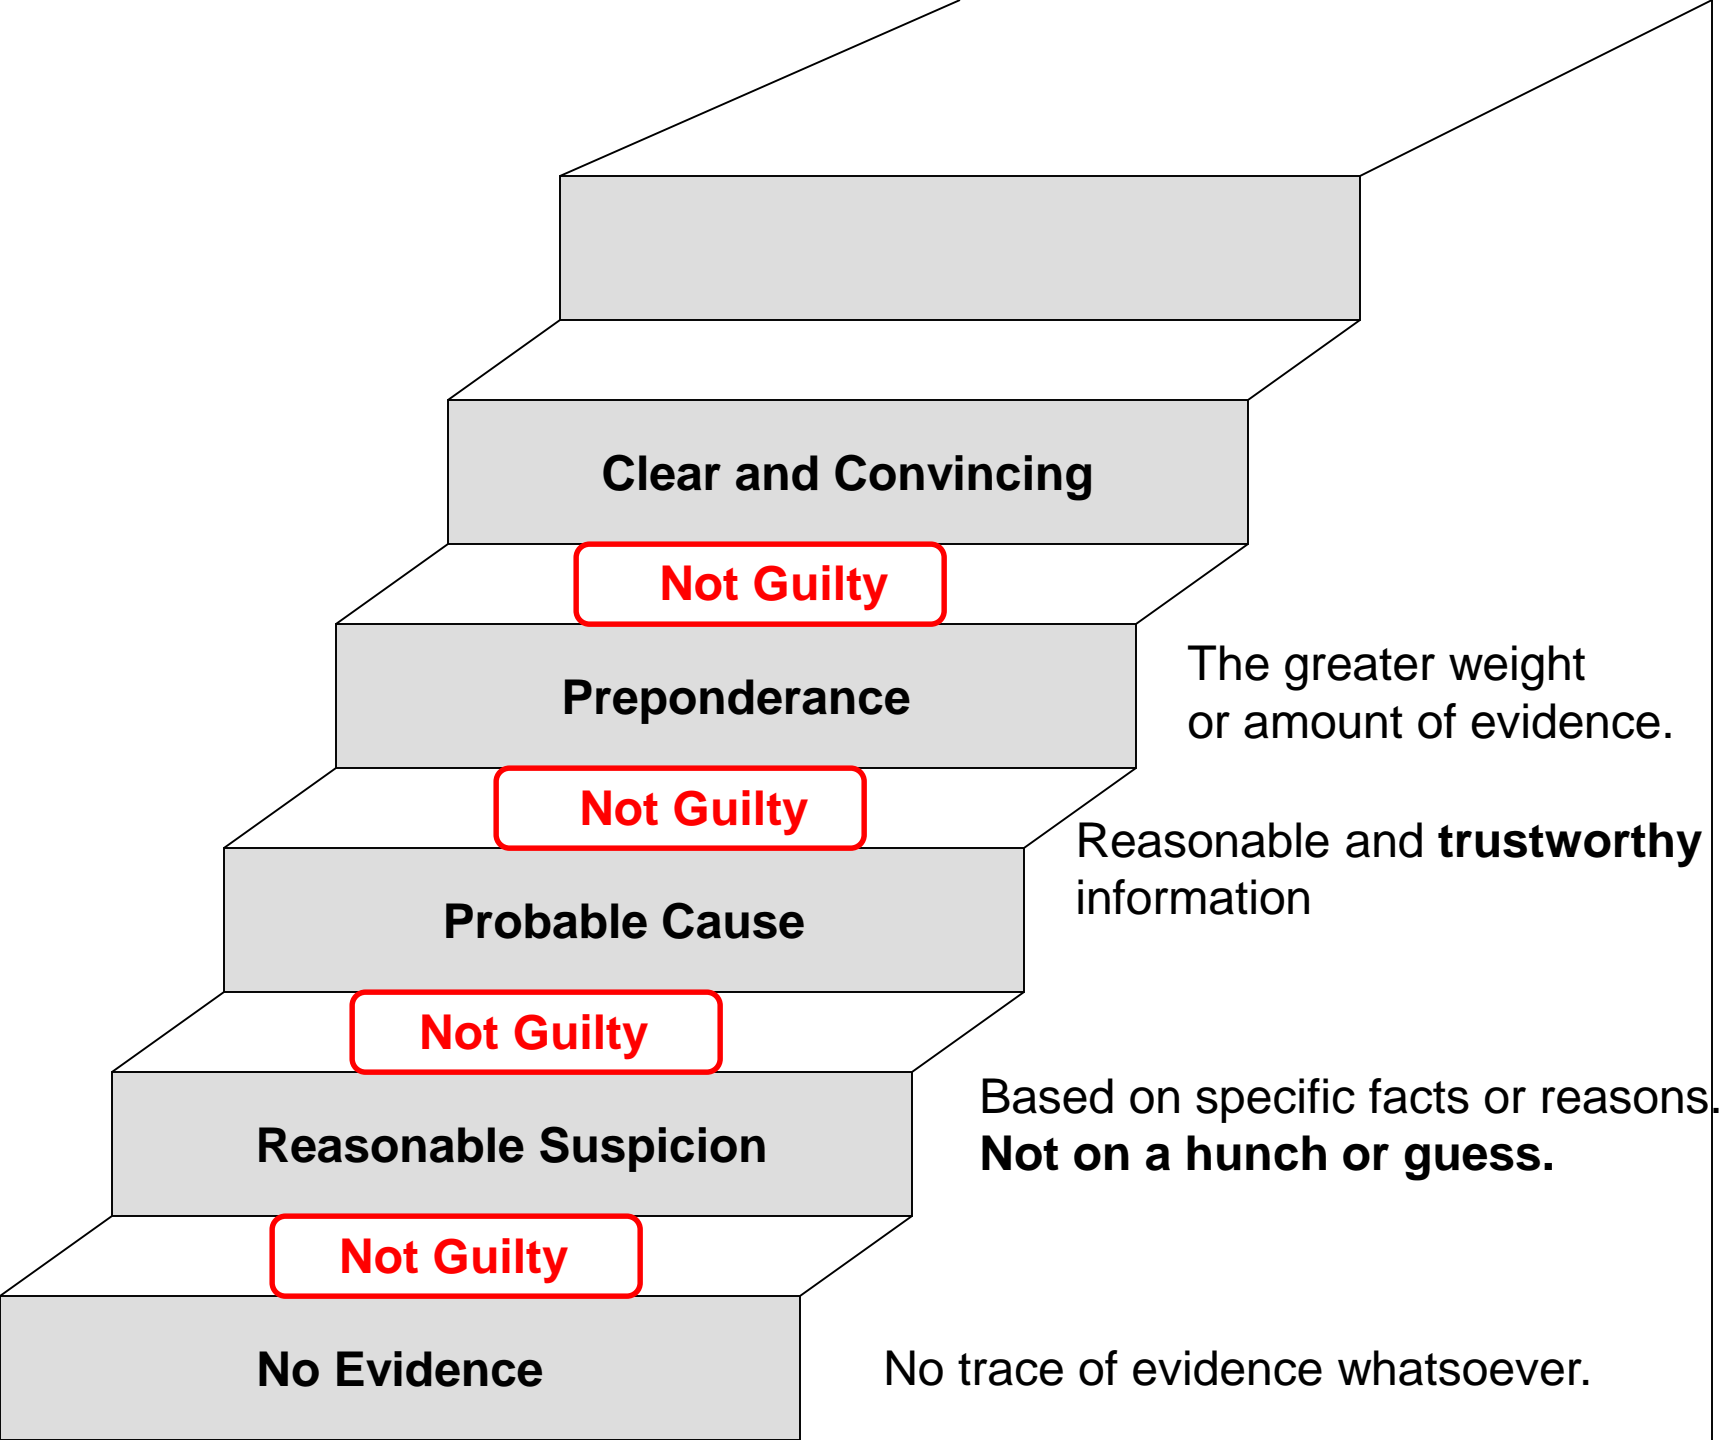 Clear and Convincing
Not Guilty
Preponderance
The greater weight
or amount of evidence.
Not Guilty
Probable Cause
Reasonable and trustworthy
information
Not Guilty
Reasonable Suspicion
Based on specific facts or reasons.
Not on a hunch or guess.
Not Guilty
No Evidence
No trace of evidence whatsoever.